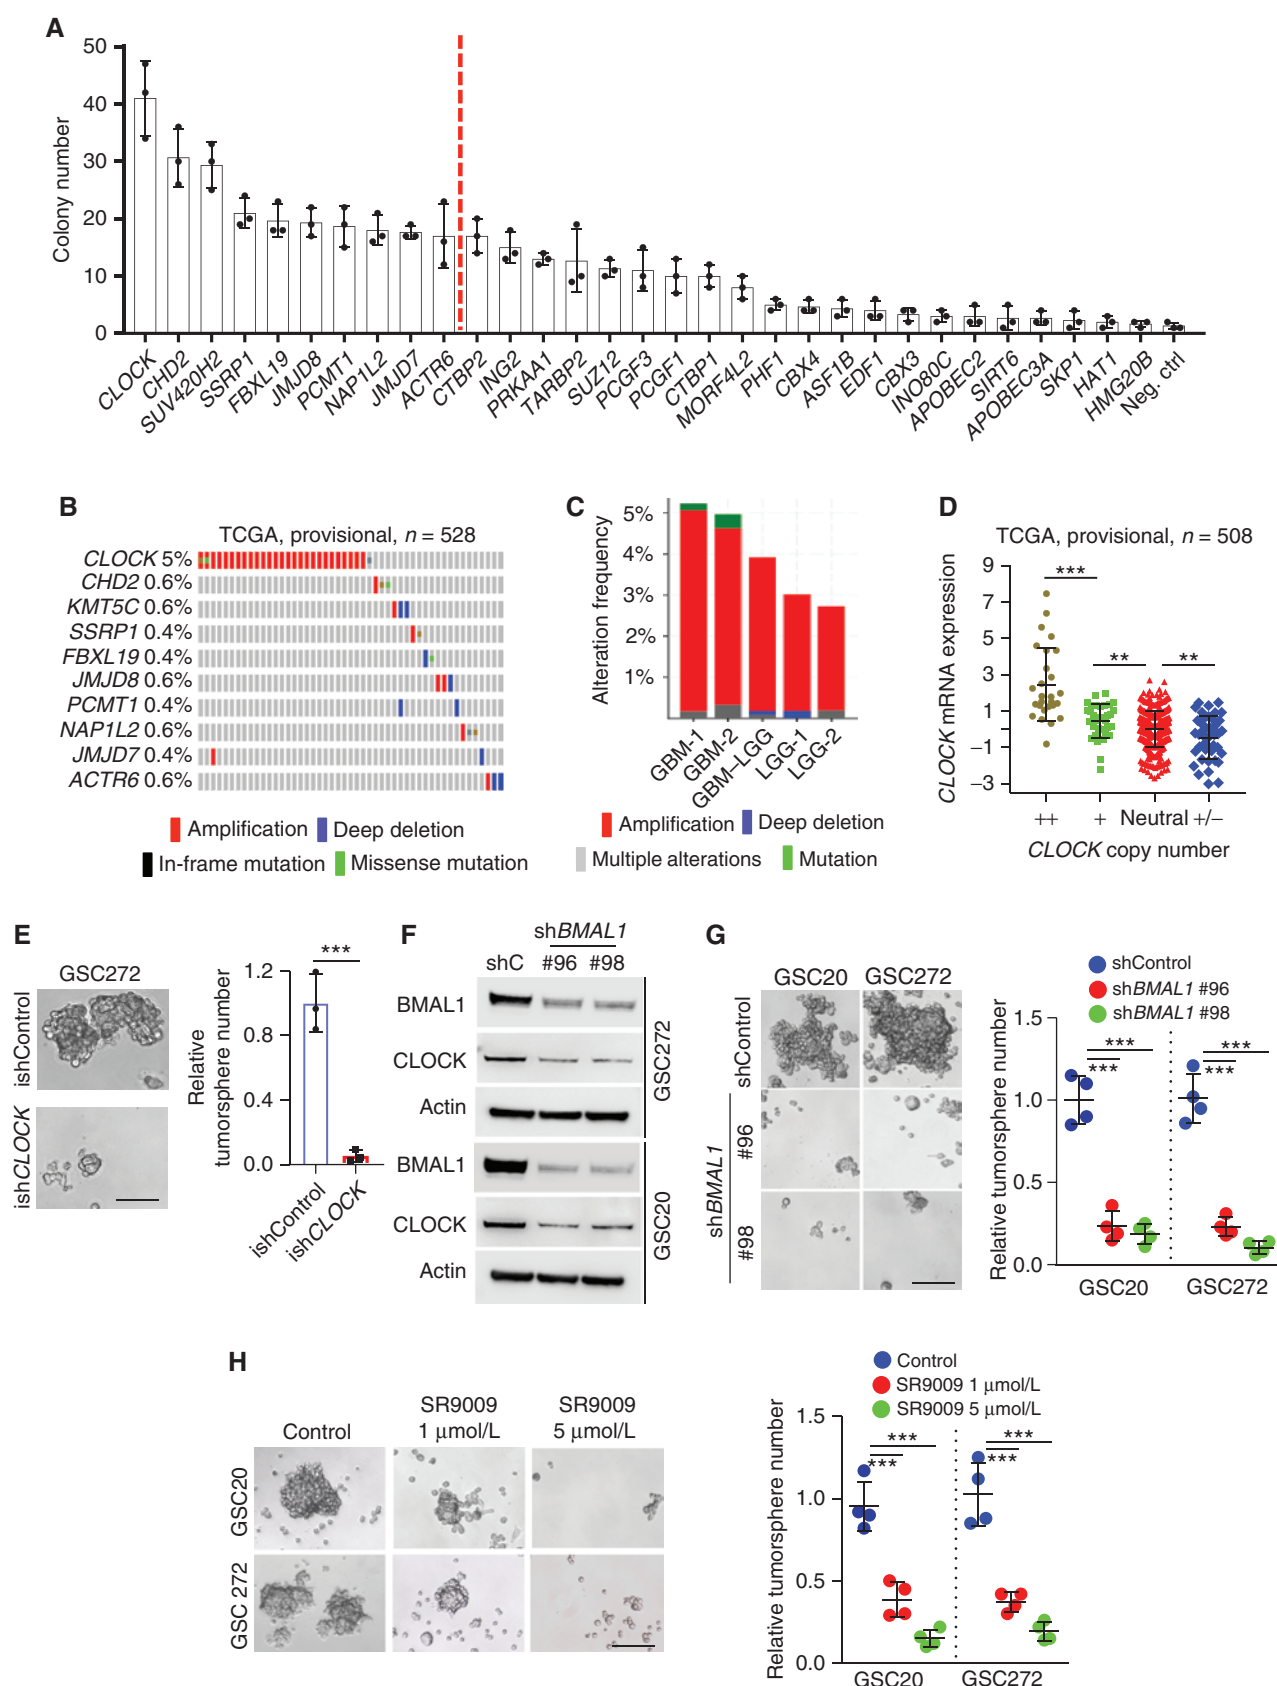 A
Colony number
50
40
30
20
10
0
CLOCK
CHD2
SUV420H2
SSRP1
FBXL19
JMJD8
PCMT1
NAP1L2
JMJD7
ACTR6
CTBP2
ING2
PRKAA1
TARBP2
SUZ12
PCGF3
PCGF1
CTBP1
MORF4L2
PHF1
CBX4
ASF1B
EDF1
CBX3
INO80C
APOBEC2
SIRT6
APOBEC3A
SKP1
HAT1
HMG20B
Neg. ctrl
B
TCGA, provisional, n = 528
CLOCK 5%
CHD2 0.6%
KMT5C 0.6%
SSRP1 0.4%
FBXL19 0.4%
JMJD8 0.6%
PCMT1 0.4%
NAP1L2 0.6%
JMJD7 0.4%
ACTR6 0.6%
Amplification Deep deletion
In-frame mutation Missense mutation
C
Alteration frequency
5%
4%
3%
2%
1%
GBM-1
GBM-2
GBM–LGG
LGG-1
LGG-2
Amplification Deep deletion
Multiple alterations Mutation
D
TCGA, provisional, n = 508
CLOCK mRNA expression
9
7
5
3
1
−1
−3
***
** **
++ + Neutral +/−
CLOCK copy number
E
GSC272
ishControl
ishCLOCK
Relative
tumorsphere number
1.2
0.8
0.4
0.0
***
ishControl
ishCLOCK
F
shBMAL1
shC #96 #98
BMAL1
CLOCK
Actin
GSC272
BMAL1
CLOCK
Actin
GSC20
G
GSC20 GSC272
shControl
shBMAL1
#96
#98
shControl
shBMAL1 #96
shBMAL1 #98
Relative tumorsphere number
1.5
1.0
0.5
0.0
***
***
***
***
GSC20 GSC272
H
Control
SR9009
1 μmol/L
SR9009
5 μmol/L
GSC20
GSC 272
Control
SR9009 1 μmol/L
SR9009 5 μmol/L
Relative tumorsphere number
1.5
1.0
0.5
0.0
***
***
***
***
GSC20 GSC272